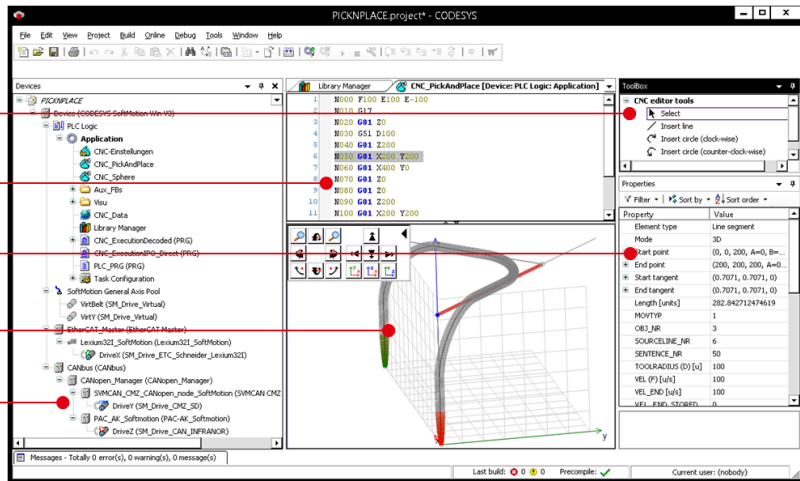 PICKNPLACE.project* - CODESYS
File Edit View Project Build Online Debug Tools Window Help
Devices
PICKNPLACE
Device (CODESYS SoftMotion Win V3)
PLC Logic
Application
CNC-Einstellungen
CNC_PickAndPlace
CNC_Sphere
Aux_FBs
Visu
CNC_Data
Library Manager
CNC_ExecutionDecoded (PRG)
CNC_ExecutionIPO_Direct (PRG)
PLC_PRG (PRG)
Task Configuration
SoftMotion General Axis Pool
VirtBelt (SM_Drive_Virtual)
VirtY (SM_Drive_Virtual)
EtherCAT_Master (EtherCAT Master)
Lexium32I_SoftMotion (Lexium32I_SoftMotion)
DriveX (SM_Drive_ETC_Schneider_Lexium32I)
CANbus (CANbus)
CANopen_Manager (CANopen_Manager)
SVMCAN_CMZ_CANopen_node_SoftMotion (SVMCAN CMZ
DriveY (SM_Drive_CMZ_SD)
PAC_AK_Softmotion (PAC-AK_Softmotion)
DriveZ (SM_Drive_CAN_INFRANOR)
Library Manager
CNC_PickAndPlace [Device: PLC Logic: Application]
1 N000 F100 E100 E-100
2 N010 G17
3 N020 G01 Z0
4 N030 G51 D100
5 N040 G01 Z200
6 N050 G01 X200 Y200
7 N060 G01 X400 Y0
8 N070 G01 Z0
9 N080 G01 Z0
10 N090 G01 Z200
11 N100 G01 X200 Y200
y
ToolBox
CNC editor tools
Select
Insert line
Insert circle (clock-wise)
Insert circle (counter-clock-wise)
Properties
Filter Sort by Sort order
Property Value
Element type Line segment
Mode 3D
Start point (0, 0, 200, A=0, B=...
End point (200, 200, 200, A=0...
Start tangent (0.7071, 0.7071, 0)
End tangent (0.7071, 0.7071, 0)
Length [units] 282.842712474619
MOVTYP 1
OBJ_NR 3
SOURCELINE_NR 6
SENTENCE_NR 50
TOOLRADIUS (D) [u] 100
VEL (F) [u/s] 100
VEL_END [u/s] 100
VEL_END_STORED 0
Messages - Totally 0 error(s), 0 warning(s), 0 message(s)
Last build: 0 0 Precompile: Current user: (nobody)